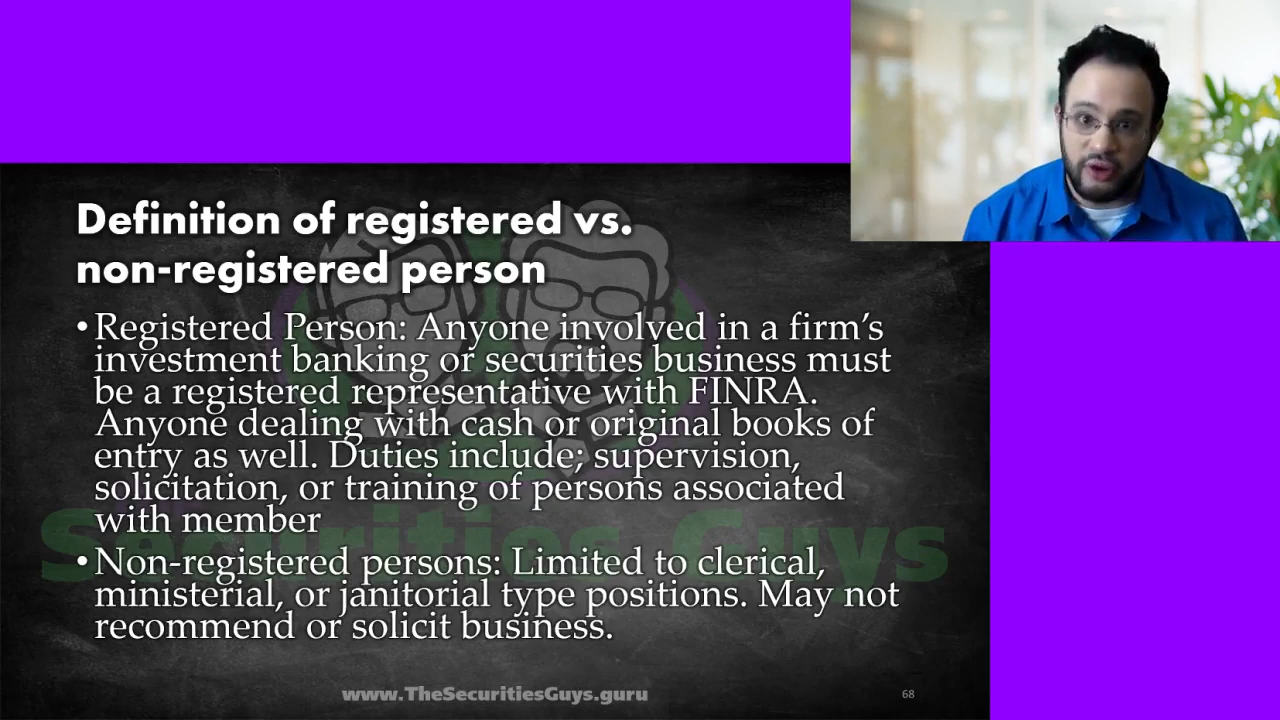 Definition of registered vs.
non-registered person
• Registered Person: Anyone involved in a firm’s
investment banking or securities business must
be a registered representative with FINRA.
Anyone dealing with cash or original books of
entry as well. Duties include; supervision,
solicitation, or training of persons associated
with member
• Non-registered persons: Limited to clerical,
ministerial, or janitorial type positions. May not
recommend or solicit business.
Securities Guys
www.TheSecuritiesGuys.guru
68